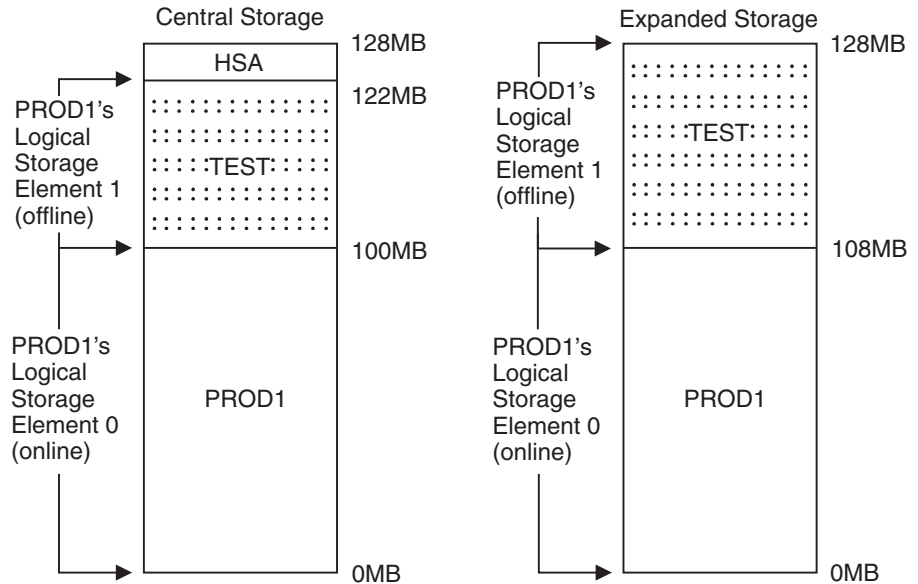 Central Storage
128MB
HSA
122MB
PROD1's
Logical
Storage
Element 1
(offline)
TEST
100MB
PROD1's
Logical
Storage
Element 0
(online)
PROD1
0MB
Expanded Storage
128MB
PROD1's
Logical
Storage
Element 1
(offline)
TEST
108MB
PROD1's
Logical
Storage
Element 0
(online)
PROD1
0MB